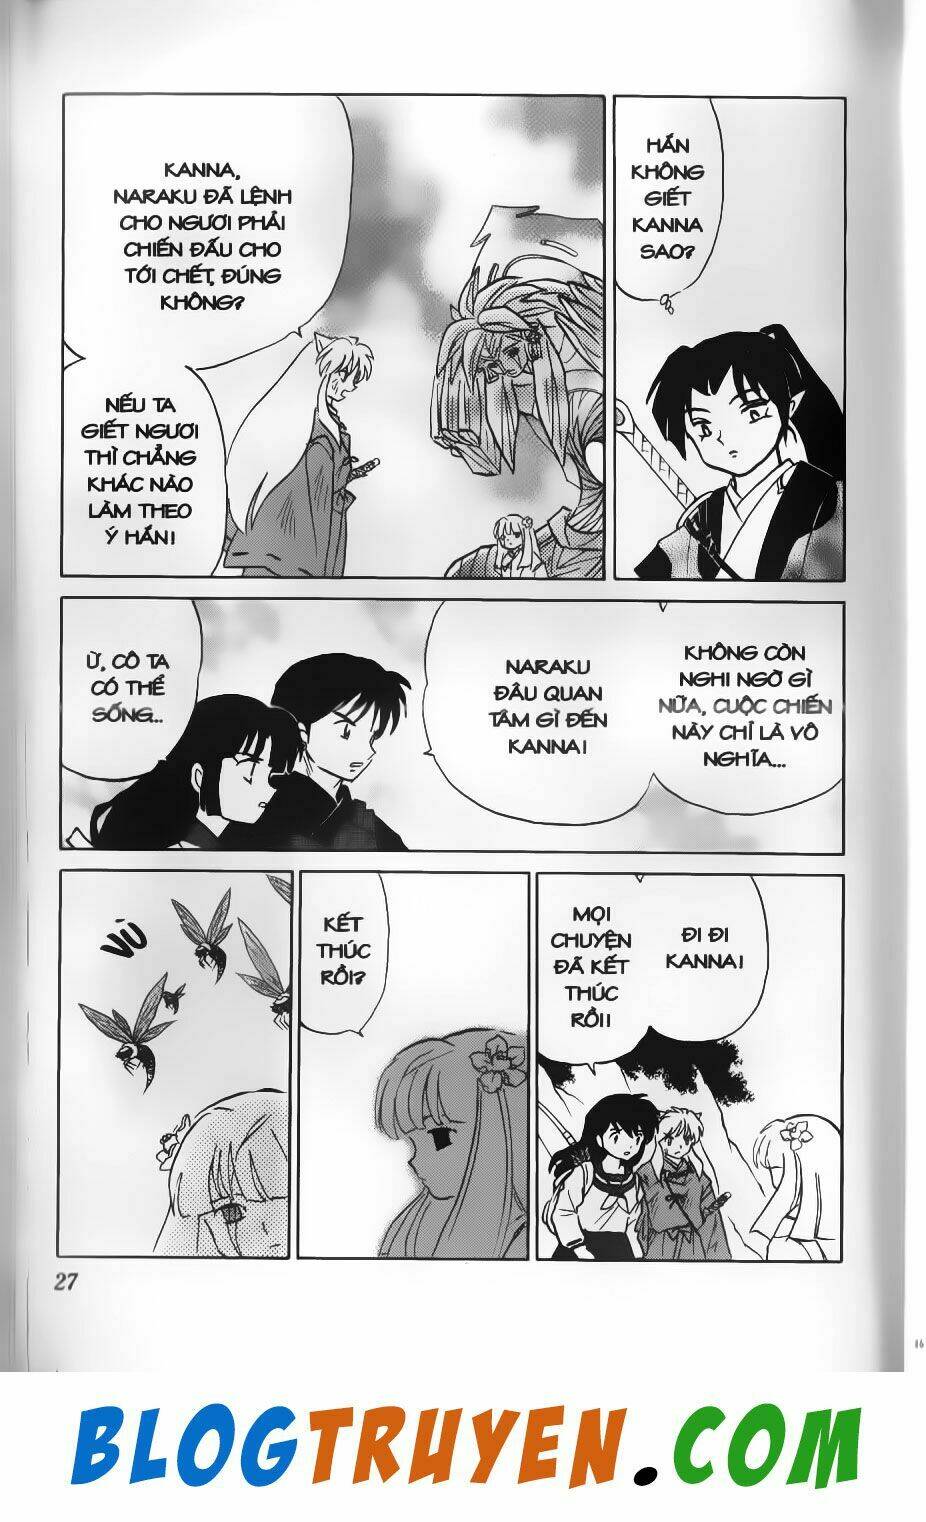 HẮN
KHÔNG
GIẾT
KANNA
SAO?
KANNA,
NARAKU ĐÃ LỆNH
CHO NGƯƠI PHẢI
CHIẾN ĐẤU CHO
TỚI CHẾT, ĐÚNG
KHÔNG?
NẾU TA
GIẾT NGƯƠI
THÌ CHẲNG
KHÁC NÀO
LÀM THEO
Ý HẮN!
KHÔNG CÒN
NGHI NGỜ GÌ
NỮA, CUỘC CHIẾN
NÀY CHỈ LÀ VÔ
NGHĨA...
NARAKU
ĐÂU QUAN
TÂM GÌ ĐẾN
KANNA!
Ừ, CÔ TA
CÓ THỂ
SỐNG...
ĐI ĐI
KANNA!
MỌI
CHUYỆN
ĐÃ KẾT
THÚC
RỒI!
KẾT
THÚC
RỒI?
VÙ
27
16
BLOGTRUYEN.COM